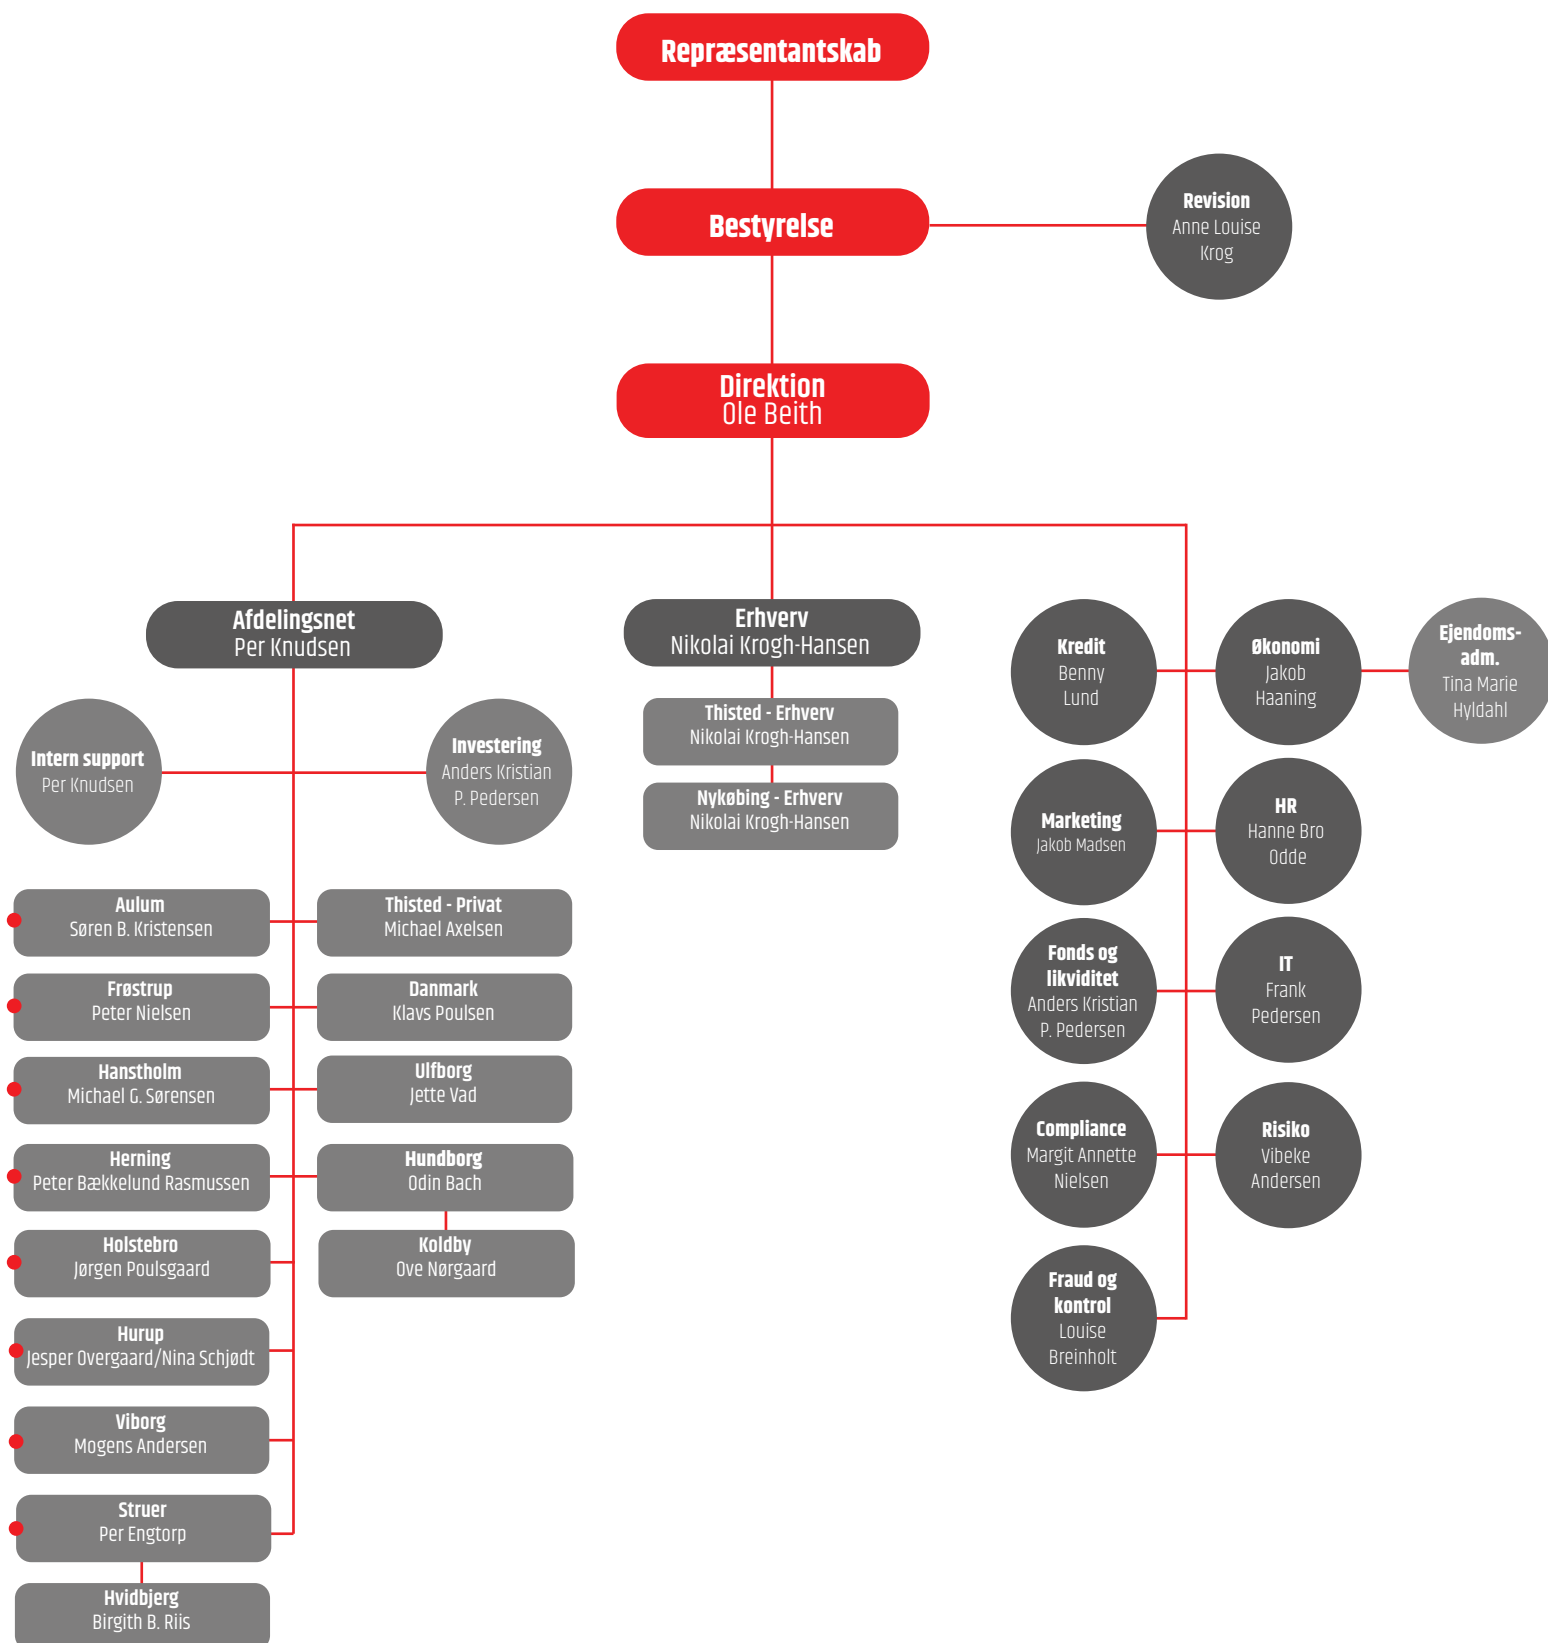 Repræsentantskab
Bestyrelse
Revision
Anne Louise
Krog
Direktion
Ole Beith
Afdelingsnet
Per Knudsen
Intern support
Per Knudsen
Investering
Anders Kristian
P. Pedersen
Aulum
Søren B. Kristensen
Thisted - Privat
Michael Axelsen
Frøstrup
Peter Nielsen
Danmark
Klavs Poulsen
Hanstholm
Michael G. Sørensen
Ulfborg
Jette Vad
Herning
Peter Bækkelund Rasmussen
Hundborg
Odin Bach
Holstebro
Jørgen Poulsgaard
Koldby
Ove Nørgaard
Hurup
Jesper Overgaard/Nina Schjødt
Viborg
Mogens Andersen
Struer
Per Engtorp
Hvidbjerg
Birgith B. Riis
Erhverv
Nikolai Krogh-Hansen
Thisted - Erhverv
Nikolai Krogh-Hansen
Nykøbing - Erhverv
Nikolai Krogh-Hansen
Kredit
Benny
Lund
Økonomi
Jakob
Haaning
Ejendoms-
adm.
Tina Marie
Hyldahl
Marketing
Jakob Madsen
HR
Hanne Bro
Odde
Fonds og
likviditet
Anders Kristian
P. Pedersen
IT
Frank
Pedersen
Compliance
Margit Annette
Nielsen
Risiko
Vibeke
Andersen
Fraud og
kontrol
Louise
Breinholt